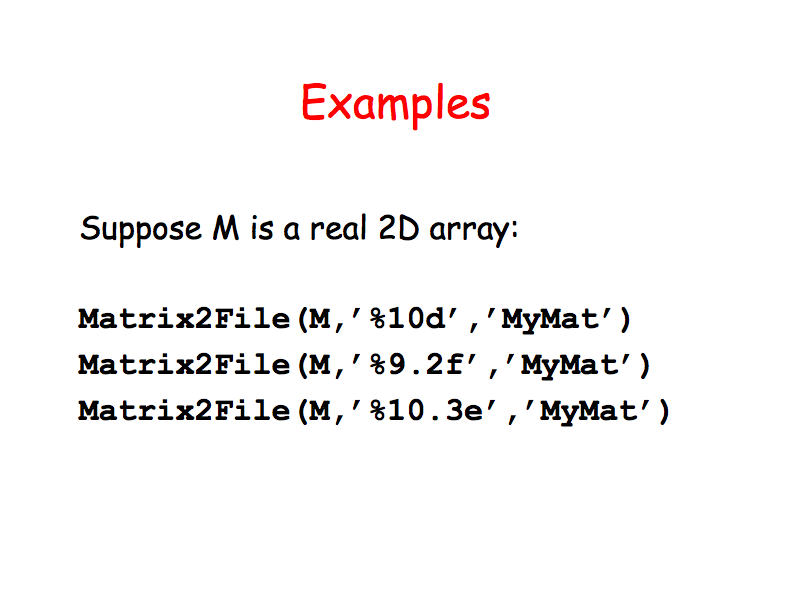 Examples
Suppose M is a real 2D array:
Matrix2File(M,’%10d’,’MyMat’)
Matrix2File(M,’%9.2f’,’MyMat’)
Matrix2File(M,’%10.3e’,’MyMat’)